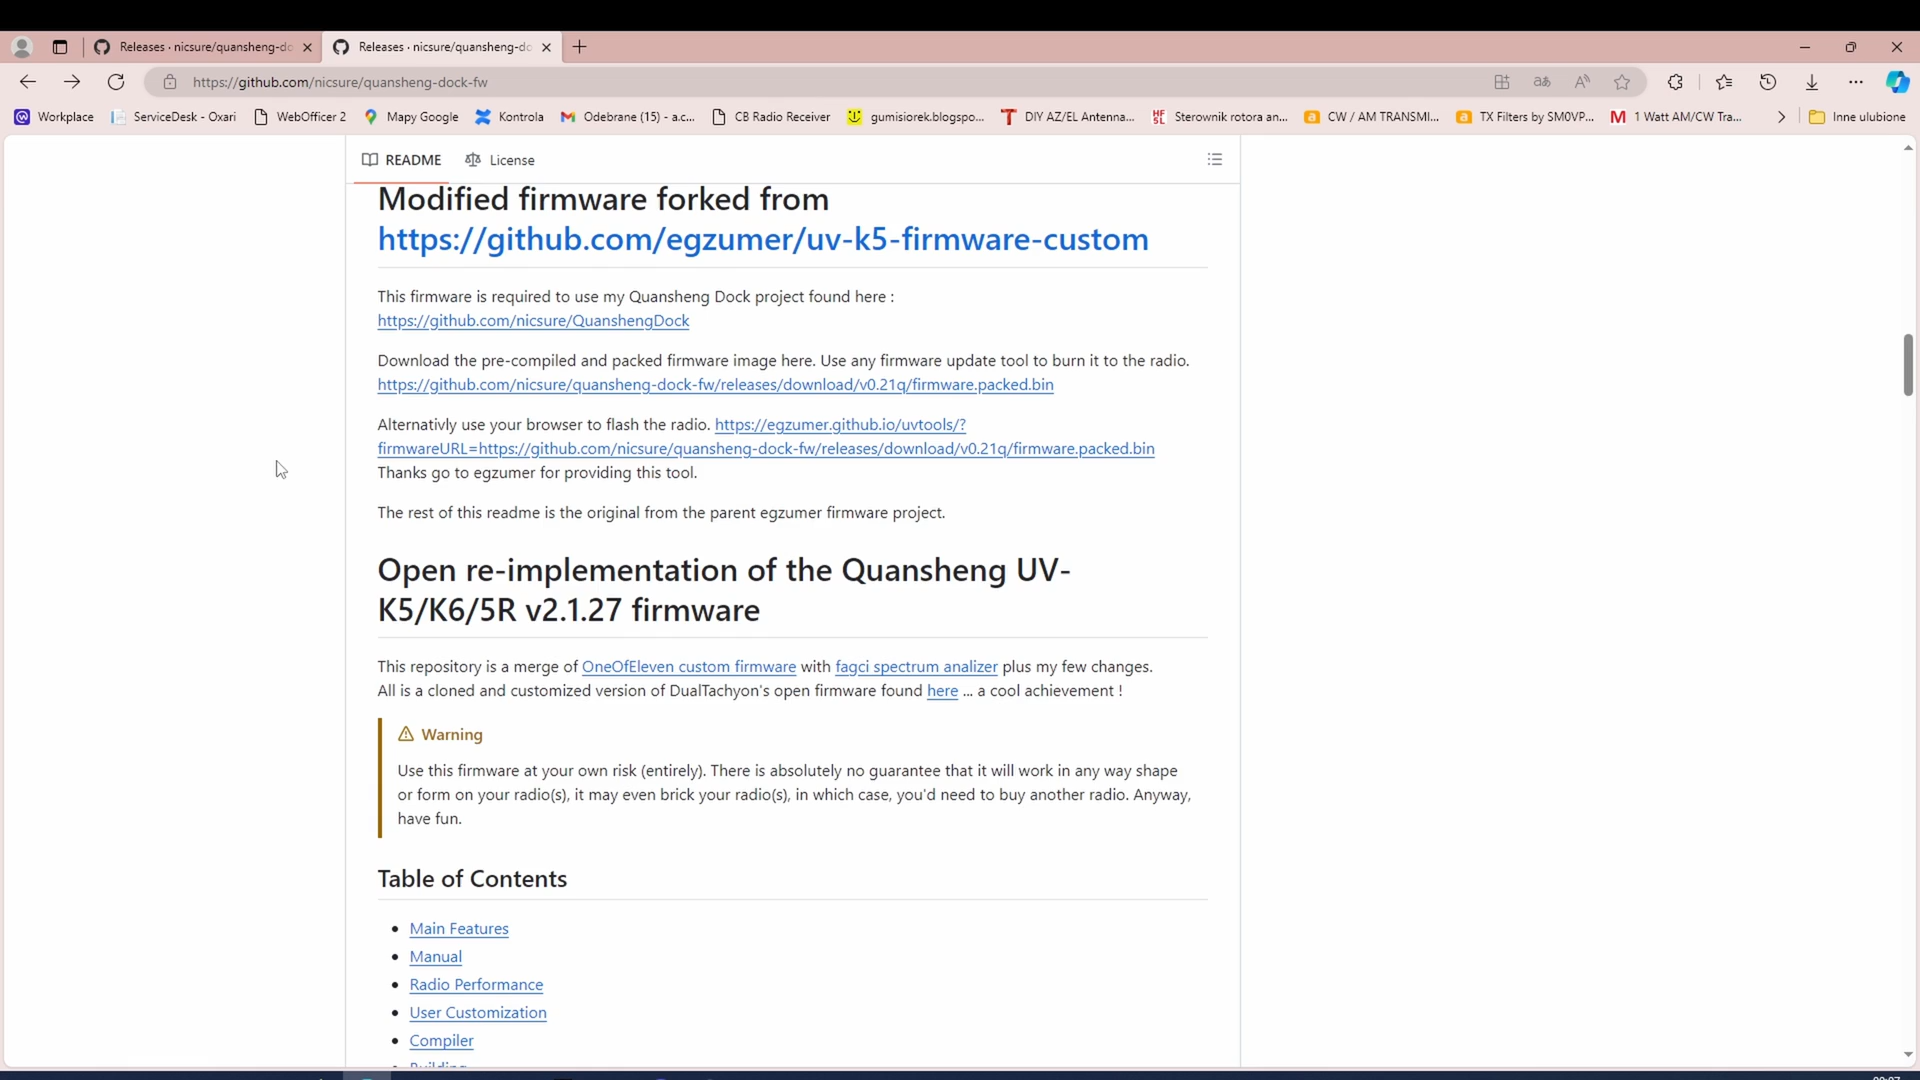 Releases · nicsure/quansheng-do
Releases · nicsure/quansheng-do
https://github.com/nicsure/quansheng-dock-fw
Workplace
ServiceDesk - Oxari
WebOfficer 2
Mapy Google
Kontrola
Odebrane (15) - a.c...
CB Radio Receiver
gumisiorek.blogspo...
DIY AZ/EL Antenna...
Sterownik rotora an...
CW / AM TRANSMI...
TX Filters by SM0VP...
1 Watt AM/CW Tra...
Inne ulubione
README
License
Modified firmware forked from
https://github.com/egzumer/uv-k5-firmware-custom
This firmware is required to use my Quansheng Dock project found here :
https://github.com/nicsure/QuanshengDock
Download the pre-compiled and packed firmware image here. Use any firmware update tool to burn it to the radio.
https://github.com/nicsure/quansheng-dock-fw/releases/download/v0.21q/firmware.packed.bin
Alternativly use your browser to flash the radio. https://egzumer.github.io/uvtools/?
firmwareURL=https://github.com/nicsure/quansheng-dock-fw/releases/download/v0.21q/firmware.packed.bin
Thanks go to egzumer for providing this tool.
The rest of this readme is the original from the parent egzumer firmware project.
Open re-implementation of the Quansheng UV-
K5/K6/5R v2.1.27 firmware
This repository is a merge of OneOfEleven custom firmware with fagci spectrum analizer plus my few changes.
All is a cloned and customized version of DualTachyon's open firmware found here ... a cool achievement !
Warning
Use this firmware at your own risk (entirely). There is absolutely no guarantee that it will work in any way shape
or form on your radio(s), it may even brick your radio(s), in which case, you'd need to buy another radio. Anyway,
have fun.
Table of Contents
Main Features
Manual
Radio Performance
User Customization
Compiler
Building